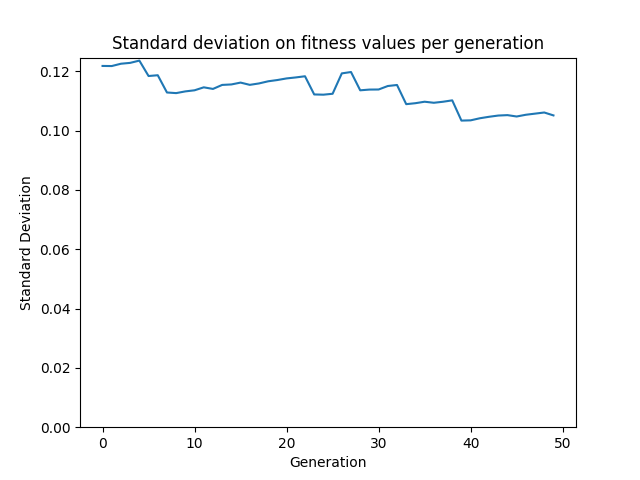 Standard deviation on fitness values per generation
0.12
0.10
0.08
0.06
0.04
0.02
0.00
Standard Deviation
0 10 20 30 40 50
Generation